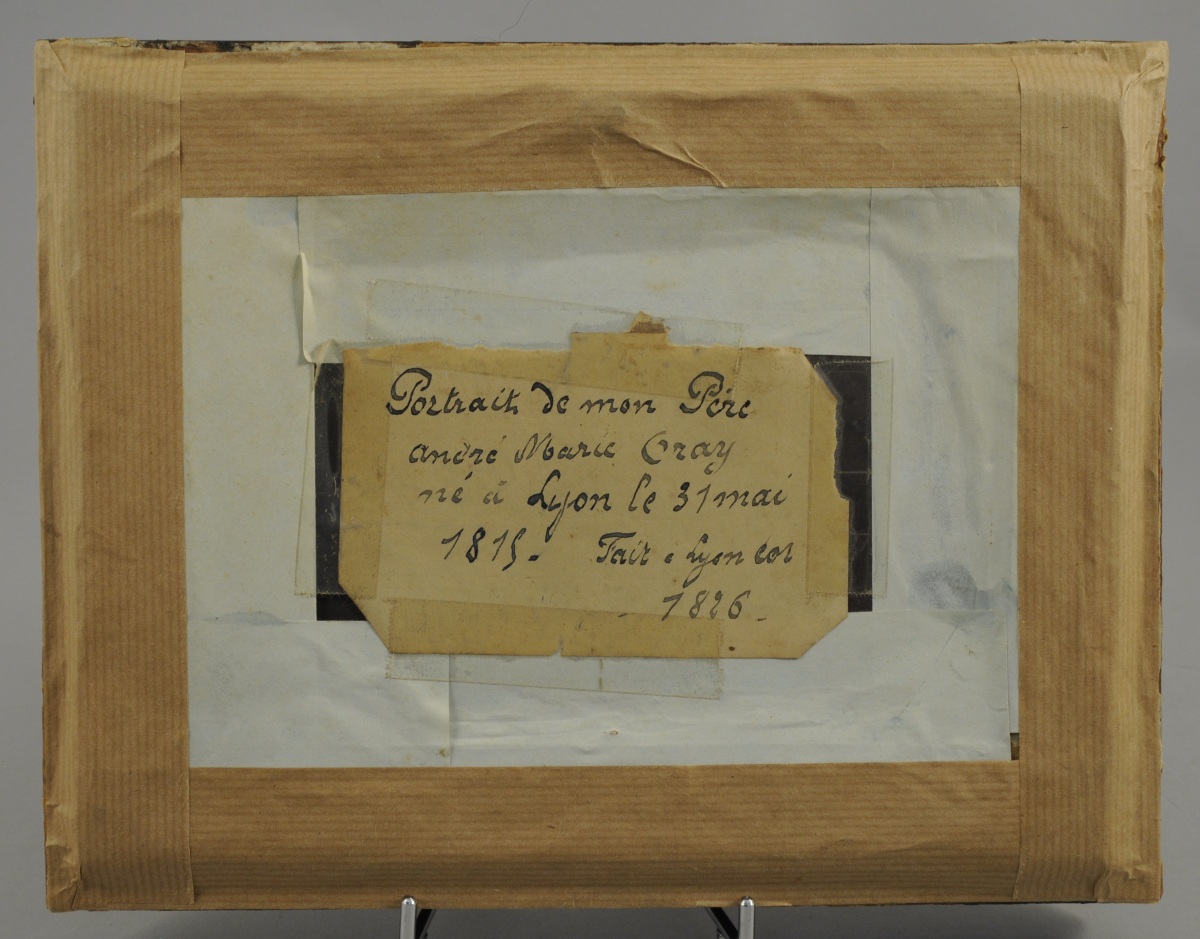 Portrait de mon Père
andré Marie Cray
né à Lyon le 31 mai
1815. Fait à Lyon
1826.